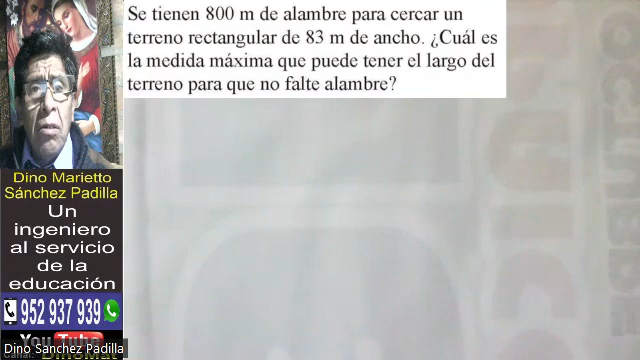 Se tienen 800 m de alambre para cercar un
terreno rectangular de 83 m de ancho. ¿Cuál es
la medida máxima que puede tener el largo del
terreno para que no falte alambre?
Dino Marietto
Sánchez Padilla
Un
ingeniero
al servicio
de la
educación
952 937 939
You Tube
Dino Sanchez Padilla